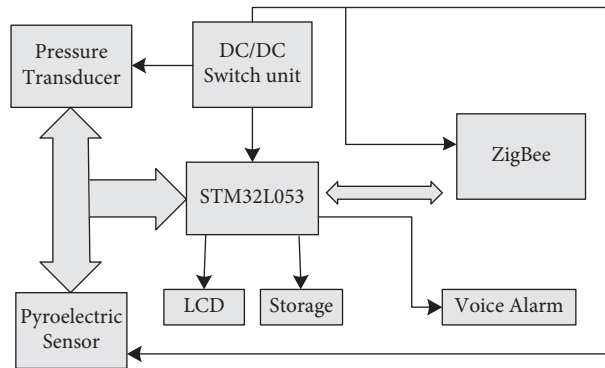 Pressure
Transducer
DC/DC
Switch unit
ZigBee
STM32L053
LCD
Storage
Voice Alarm
Pyroelectric
Sensor